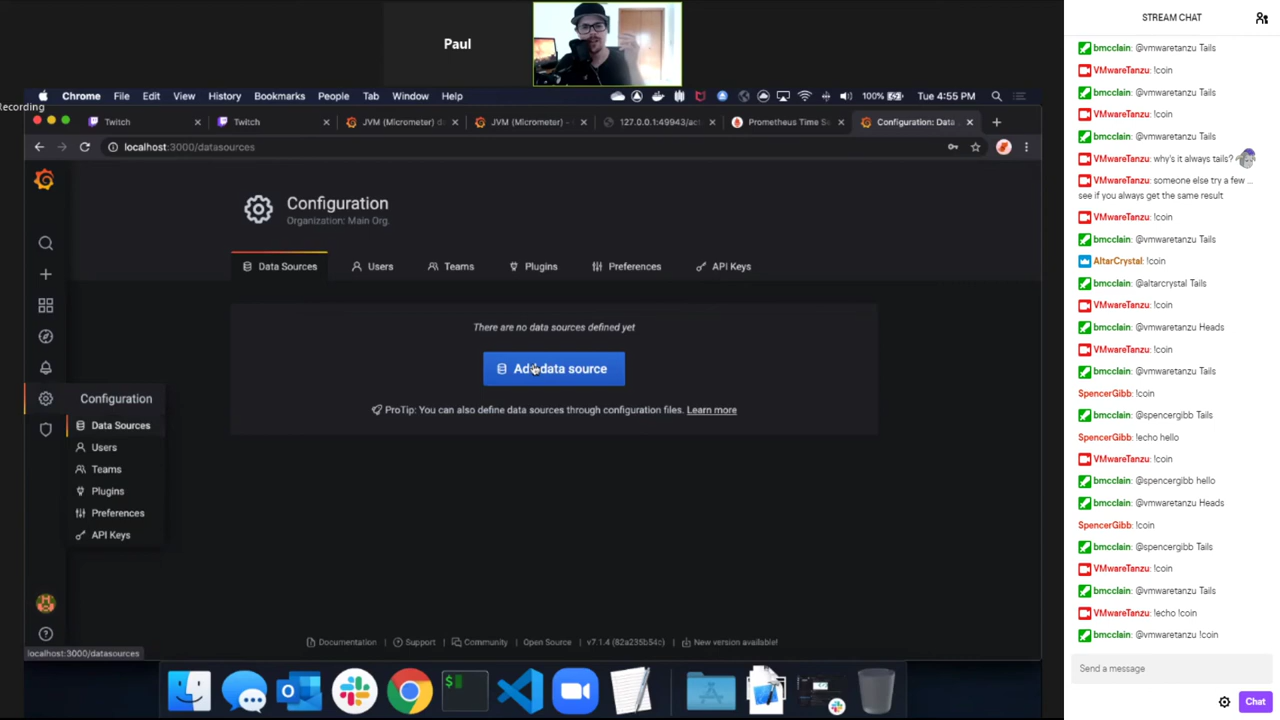 Paul
Recording
Chrome File Edit View History Bookmarks People Tab Window Help
100% Tue 4:55 PM
Twitch
Twitch
JVM (Micrometer) da
JVM (Micrometer) -
127.0.0.1:49943/act
Prometheus Time Se
Configuration: Data
localhost:3000/datasources
Configuration
Organization: Main Org.
Data Sources
Users
Teams
Plugins
Preferences
API Keys
There are no data sources defined yet
Add data source
ProTip: You can also define data sources through configuration files. Learn more
Configuration
Data Sources
Users
Teams
Plugins
Preferences
API Keys
Documentation | Support | Community | Open Source | v7.1.4 (82a235b54c) | New version available!
localhost:3000/datasources
STREAM CHAT
bmcclain: @vmwaretanzu Tails
VMwareTanzu: !coin
bmcclain: @vmwaretanzu Tails
VMwareTanzu: !coin
bmcclain: @vmwaretanzu Tails
VMwareTanzu: why's it always tails?
VMwareTanzu: someone else try a few ...
see if you always get the same result
VMwareTanzu: !coin
bmcclain: @vmwaretanzu Tails
AltarCrystal: !coin
bmcclain: @altarcrystal Tails
VMwareTanzu: !coin
bmcclain: @vmwaretanzu Heads
VMwareTanzu: !coin
bmcclain: @vmwaretanzu Tails
SpencerGibb: !coin
bmcclain: @spencergibb Tails
SpencerGibb: !echo hello
VMwareTanzu: !coin
bmcclain: @spencergibb hello
bmcclain: @vmwaretanzu Heads
SpencerGibb: !coin
bmcclain: @spencergibb Tails
VMwareTanzu: !coin
bmcclain: @vmwaretanzu Tails
VMwareTanzu: !echo !coin
bmcclain: @vmwaretanzu !coin
Send a message
Chat